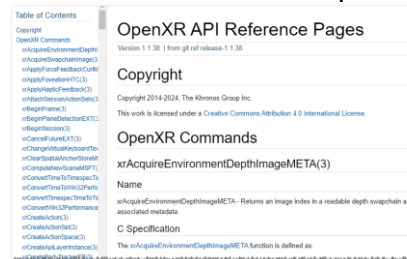 Table of Contents
Copyright
OpenXR Commands
xrAcquireEnvironmentDepthI
xrAcquireSwapchainImage(3)
xrApplyForceFeedbackCurlM
xrApplyFoveationHTC(3)
xrApplyHapticFeedback(3)
xrAttachSessionActionSets(3)
xrBeginFrame(3)
xrBeginPlaneDetectionEXT(3
xrBeginSession(3)
xrCancelFutureEXT(3)
xrChangeVirtualKeyboardTex
xrClearSpatialAnchorStoreM
xrComputeNewSceneMSFT(
xrConvertTimeToTimespecTi
xrConvertTimeToWin32Perfo
xrConvertTimespecTimeToTi
xrConvertWin32Performance
xrCreateAction(3)
xrCreateActionSet(3)
xrCreateActionSpace(3)
xrCreateApiLayerInstance(3)
OpenXR API Reference Pages
Version 1.1.38 | from git ref release-1.1.38
Copyright
Copyright 2014-2024, The Khronos Group Inc.
This work is licensed under a Creative Commons Attribution 4.0 International License.
OpenXR Commands
xrAcquireEnvironmentDepthImageMETA(3)
Name
xrAcquireEnvironmentDepthImageMETA - Returns an image index in a readable depth swapchain a
associated metadata
C Specification
The xrAcquireEnvironmentDepthImageMETA function is defined as: